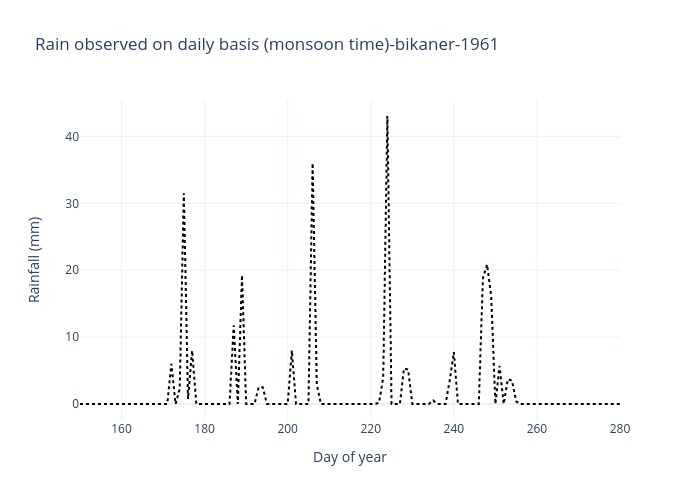 Rain observed on daily basis (monsoon time)-bikaner-1961
40
30
20
10
0
Rainfall (mm)
160 180 200 220 240 260 280
Day of year